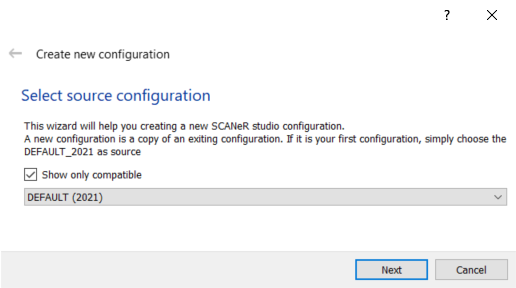 ?
Create new configuration
Select source configuration
This wizard will help you creating a new SCANeR studio configuration.
A new configuration is a copy of an exiting configuration. If it is your first configuration, simply choose the
DEFAULT_2021 as source
Show only compatible
DEFAULT (2021)
Next Cancel